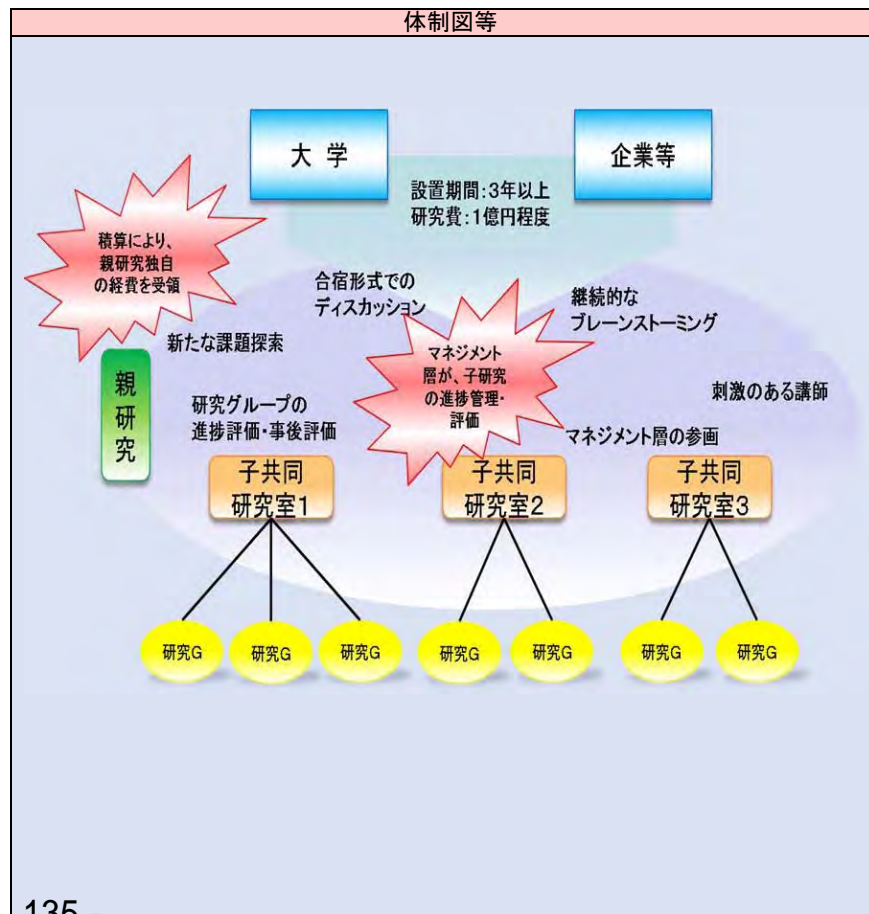 体制図等
大学
企業等
設置期間:3年以上
研究費:1億円程度
積算により、
親研究独自
の経費を受領
合宿形式での
ディスカッション
継続的な
ブレーンストーミング
新たな課題探索
マネジメント
層が、子研究
の進捗管理・
評価
親研究
刺激のある講師
研究グループの
進捗評価・事後評価
マネジメント層の参画
子共同
研究室1
子共同
研究室2
子共同
研究室3
研究G
研究G
研究G
研究G
研究G
研究G
研究G
135